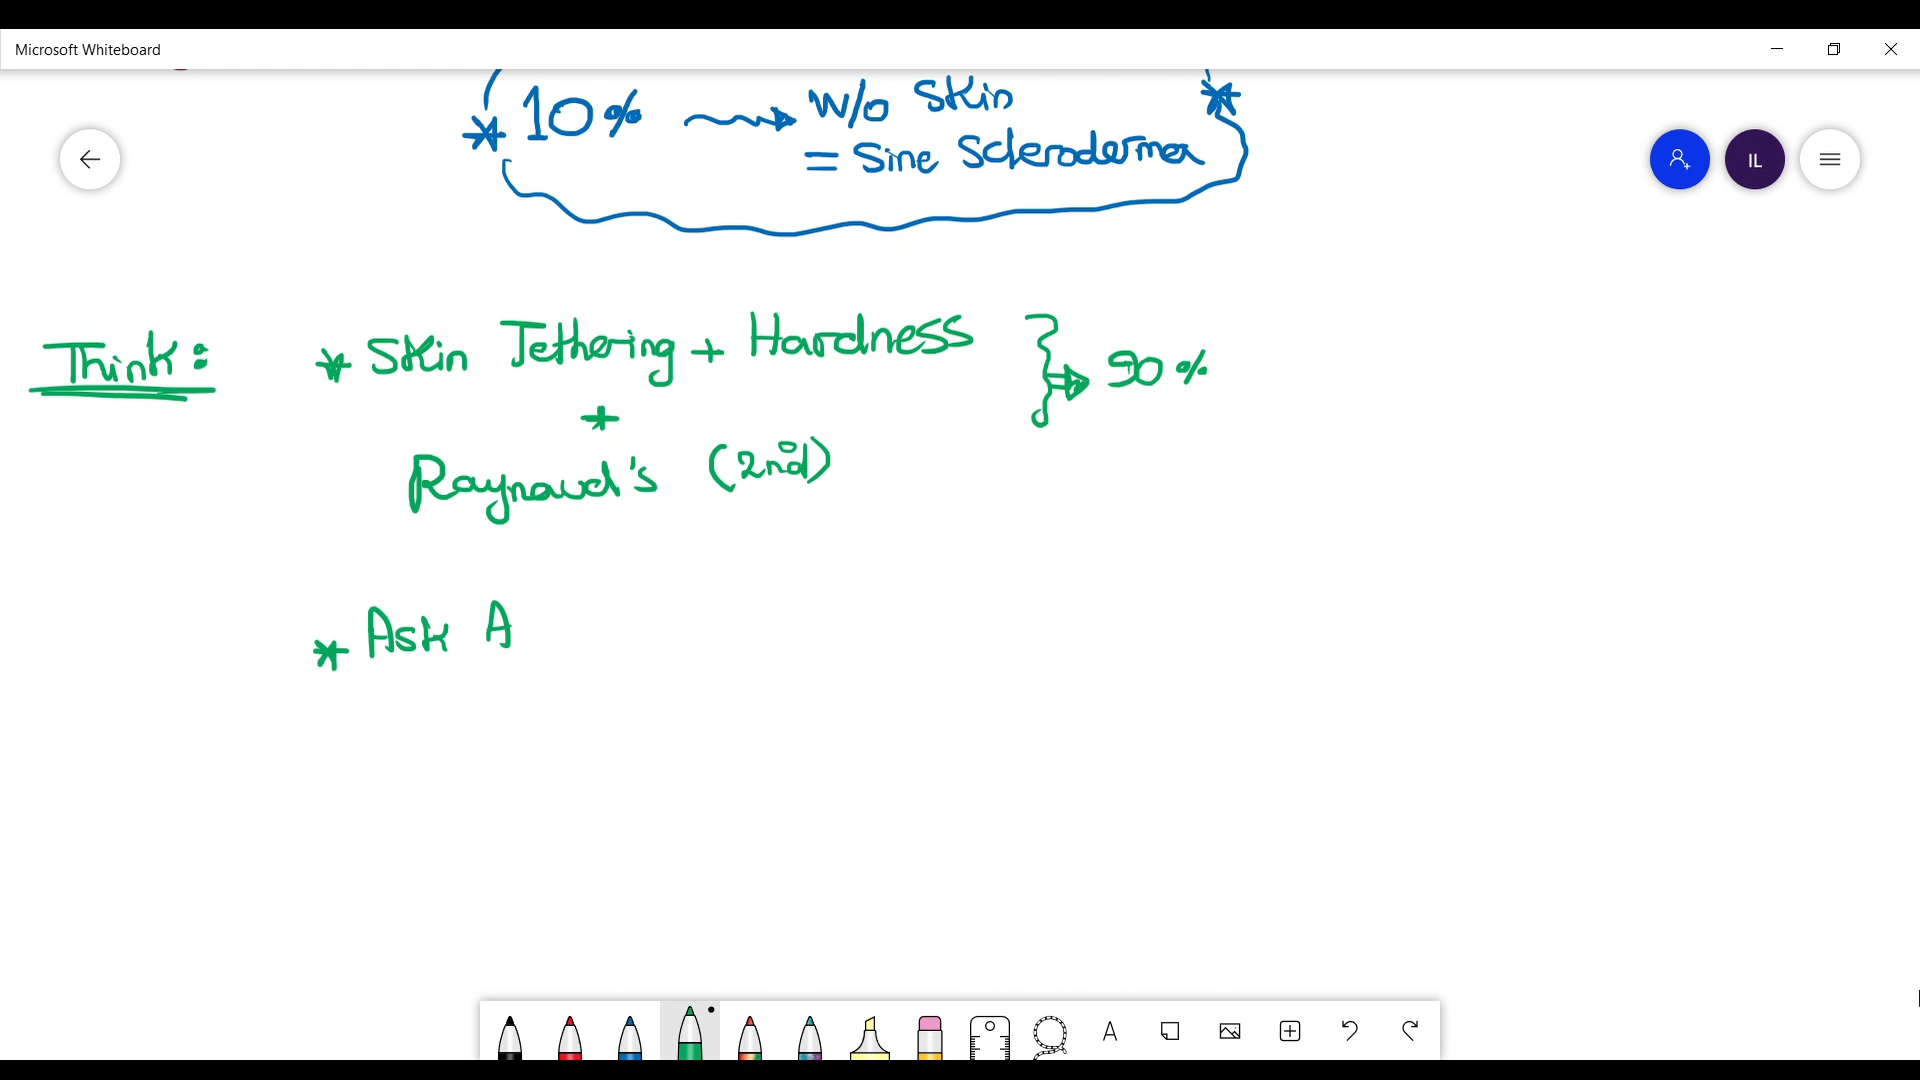 Microsoft Whiteboard
* 10% → w/o Skin *
= Sine Scleroderma
IL
Think: * Skin Tethering + Hardness } → 90%
+
Raynaud's (2nd)
* Ask A
A